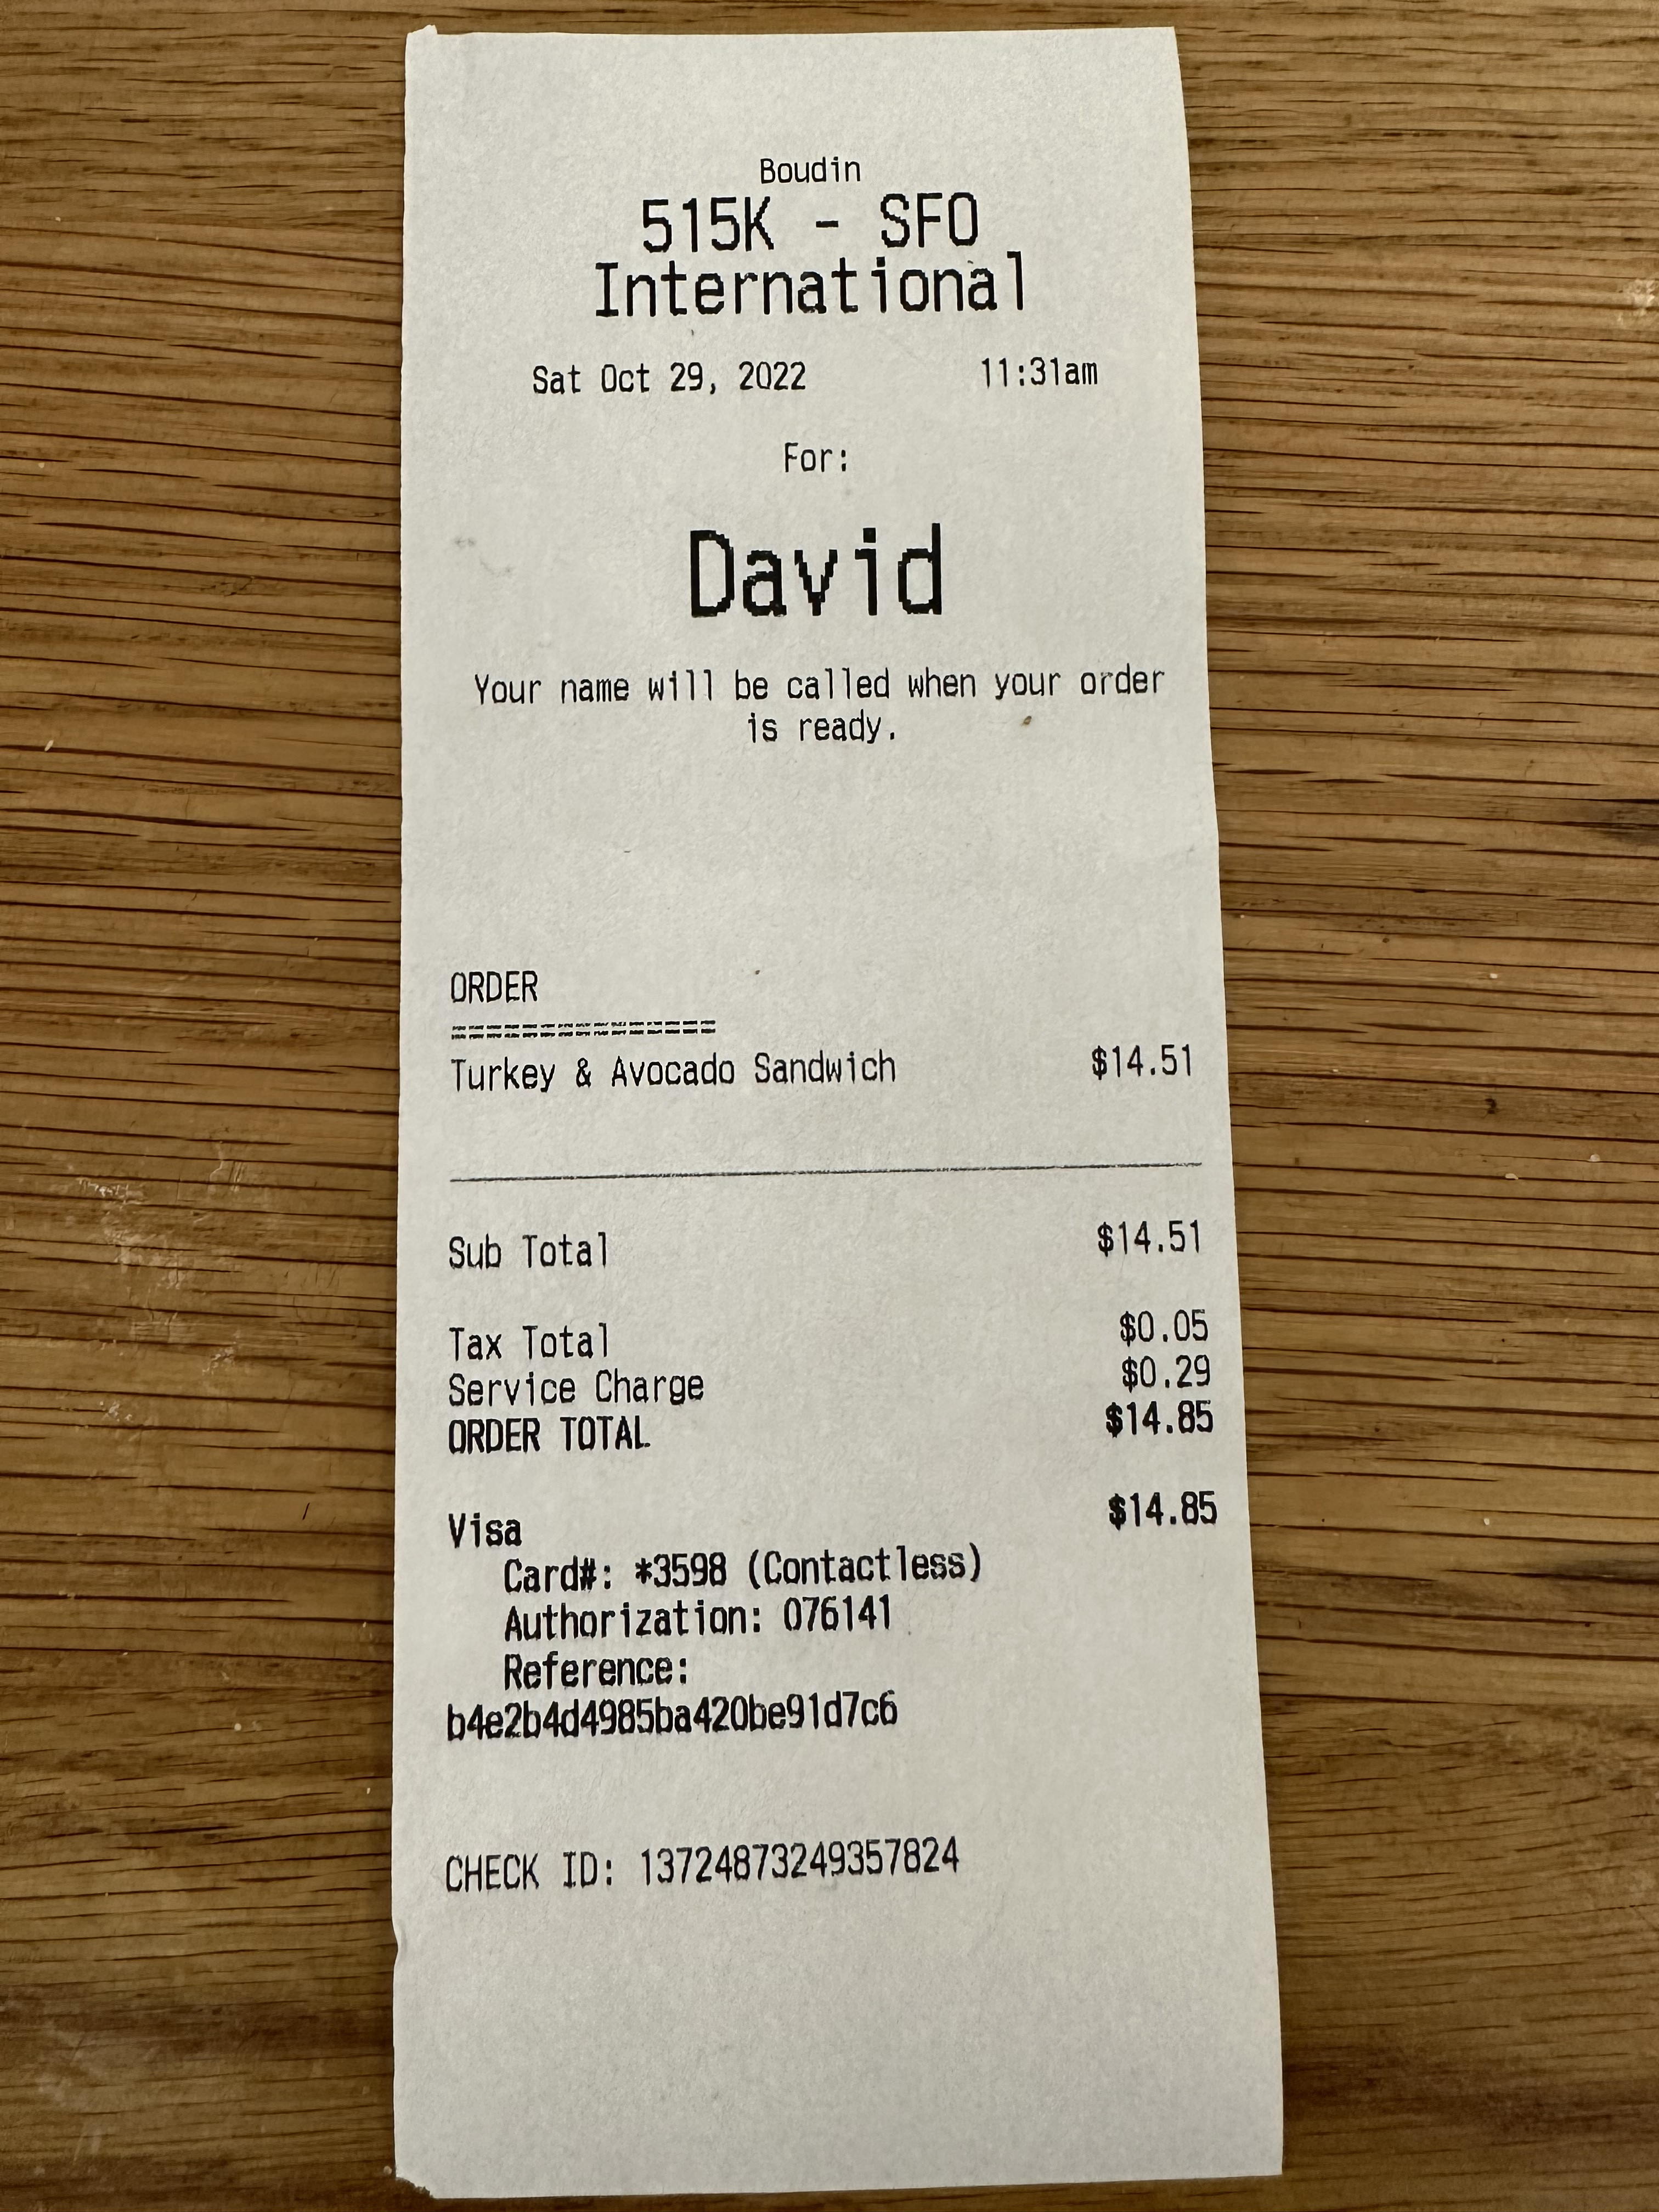 Boudin
515K - SFO
International
Sat Oct 29, 2022 11:31am
For:
David
Your name will be called when your order
is ready.
ORDER
===============
Turkey & Avocado Sandwich $14.51
Sub Total $14.51
Tax Total $0.05
Service Charge $0.29
ORDER TOTAL $14.85
Visa $14.85
Card#: *3598 (Contactless)
Authorization: 076141
Reference:
b4e2b4d4985ba420be91d7c6
CHECK ID: 13724873249357824